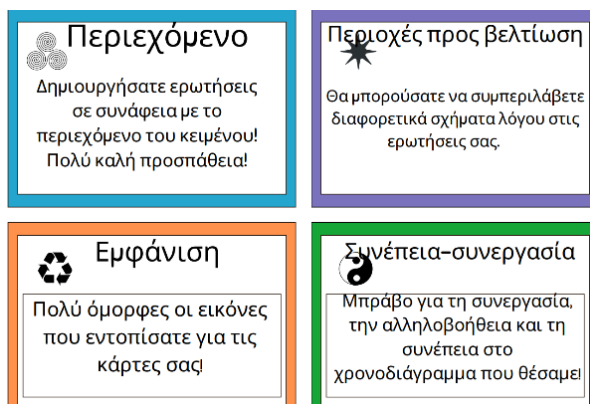 Περιεχόμενο
Δημιουργήσατε ερωτήσεις
σε συνάφεια με το
περιεχόμενο του κειμένου!
Πολύ καλή προσπάθεια!
Περιοχές προς βελτίωση
Θα μπορούσατε να συμπεριλάβετε
διαφορετικά σχήματα λόγου στις
ερωτήσεις σας.
Εμφάνιση
Πολύ όμορφες οι εικόνες
που εντοπίσατε για τις
κάρτες σας!
Συνέπεια-συνεργασία
Μπράβο για τη συνεργασία,
την αλληλοβοήθεια και τη
συνέπεια στο
χρονοδιάγραμμα που θέσαμε!